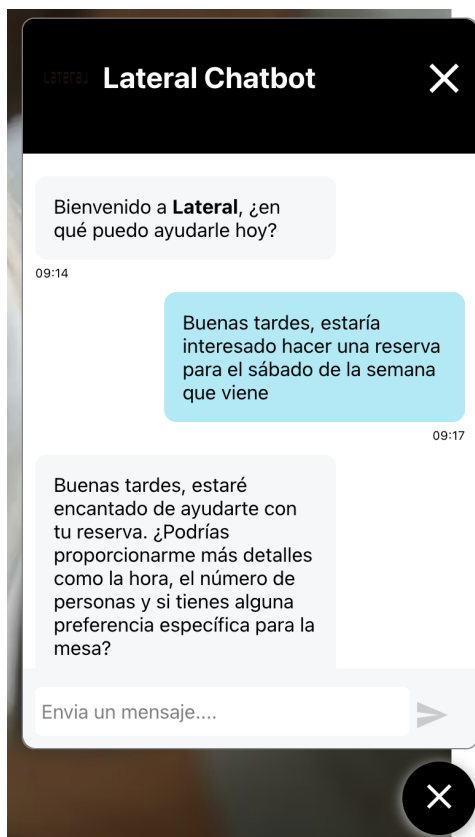 Lateral Chatbot
Bienvenido a Lateral, ¿en
qué puedo ayudarle hoy?
09:14
Buenas tardes, estaría
interesado hacer una reserva
para el sábado de la semana
que viene
09:17
Buenas tardes, estaré
encantado de ayudarte con
tu reserva. ¿Podrías
proporcionarme más detalles
como la hora, el número de
personas y si tienes alguna
preferencia específica para la
mesa?
Envia un mensaje....